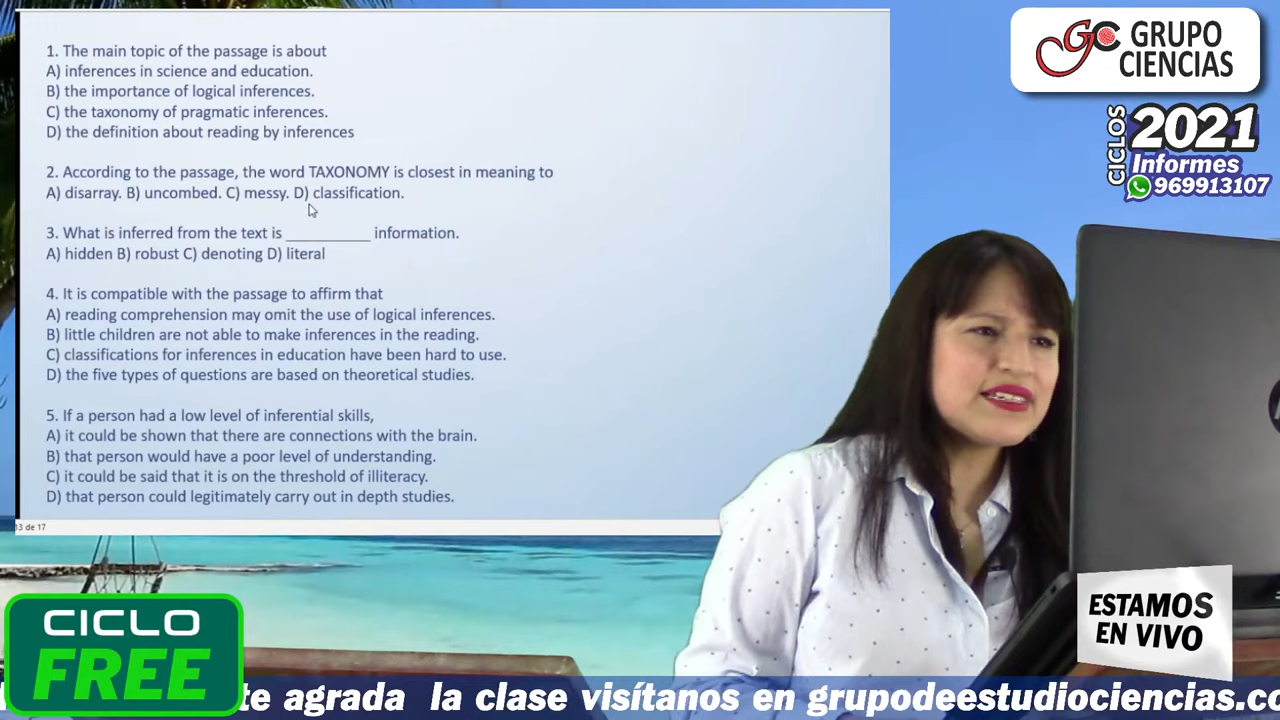 1. The main topic of the passage is about
A) inferences in science and education.
B) the importance of logical inferences.
C) the taxonomy of pragmatic inferences.
D) the definition about reading by inferences
2. According to the passage, the word TAXONOMY is closest in meaning to
A) disarray. B) uncombed. C) messy. D) classification.
3. What is inferred from the text is __________ information.
A) hidden B) robust C) denoting D) literal
4. It is compatible with the passage to affirm that
A) reading comprehension may omit the use of logical inferences.
B) little children are not able to make inferences in the reading.
C) classifications for inferences in education have been hard to use.
D) the five types of questions are based on theoretical studies.
5. If a person had a low level of inferential skills,
A) it could be shown that there are connections with the brain.
B) that person would have a poor level of understanding.
C) it could be said that it is on the threshold of illiteracy.
D) that person could legitimately carry out in depth studies.
13 de 17
GC GRUPO
CIENCIAS
CICLOS
2021
Informes
969913107
ESTAMOS
EN VIVO
CICLO
FREE
te agrada la clase visítanos en grupodeestudiociencias.co